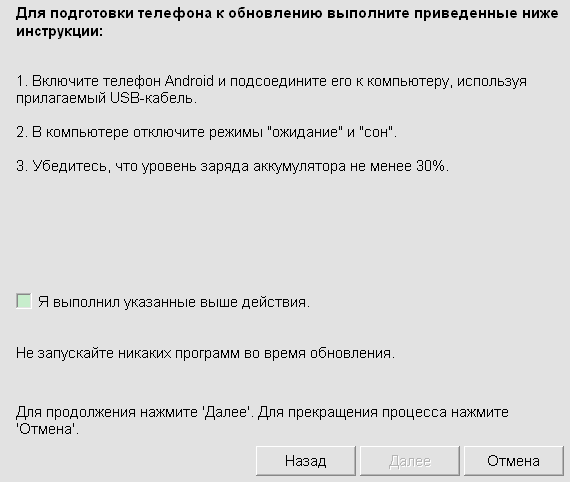 Для подготовки телефона к обновлению выполните приведенные ниже
инструкции:
1. Включите телефон Android и подсоедините его к компьютеру, используя
прилагаемый USB-кабель.
2. В компьютере отключите режимы "ожидание" и "сон".
3. Убедитесь, что уровень заряда аккумулятора не менее 30%.
Я выполнил указанные выше действия.
Не запускайте никаких программ во время обновления.
Для продолжения нажмите 'Далее'. Для прекращения процесса нажмите
'Отмена'.
Назад Далее Отмена